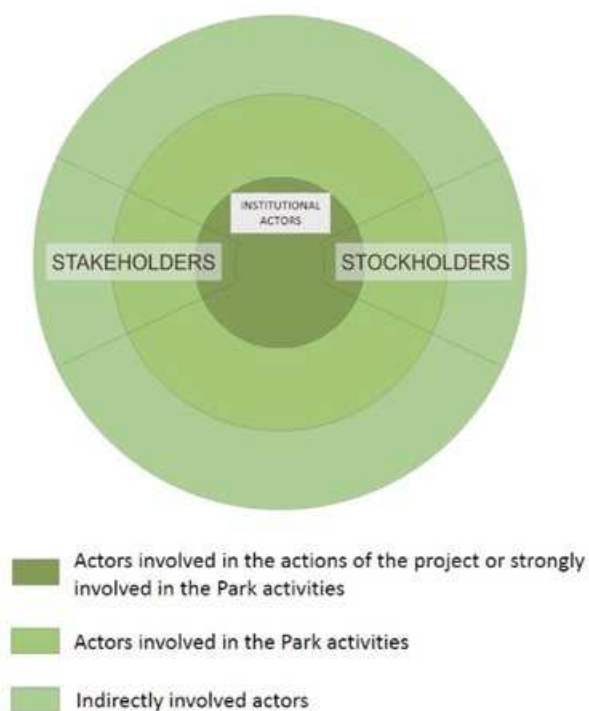 INSTITUTIONAL
ACTORS
STAKEHOLDERS
STOCKHOLDERS
Actors involved in the actions of the project or strongly
involved in the Park activities
Actors involved in the Park activities
Indirectly involved actors